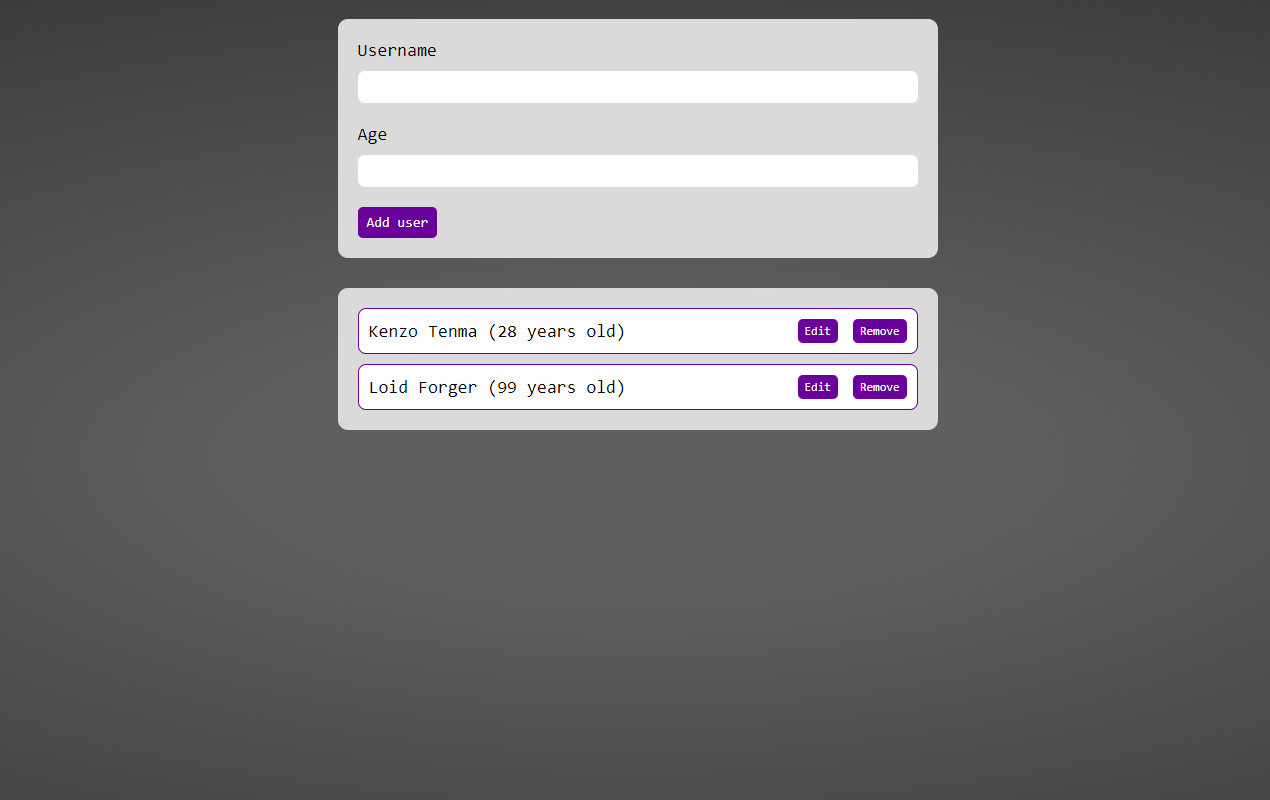 Username
Age
Add user
Kenzo Tenma (28 years old) Edit Remove
Loid Forger (99 years old) Edit Remove